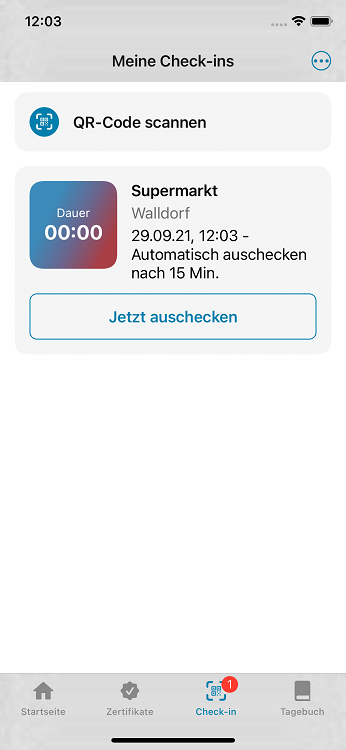 12:03
Meine Check-ins
QR-Code scannen
Dauer
00:00
Supermarkt
Walldorf
29.09.21, 12:03 -
Automatisch auschecken
nach 15 Min.
Jetzt auschecken
1
Startseite
Zertifikate
Check-in
Tagebuch